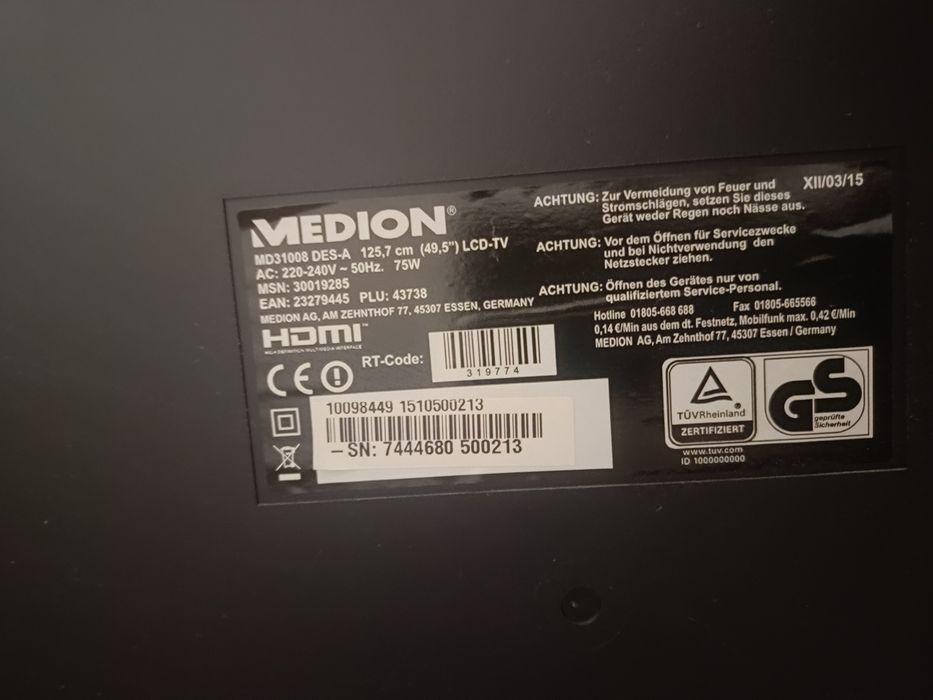 MEDION®
MD31008 DES-A 125,7 cm (49,5") LCD-TV
AC: 220-240V ~ 50Hz. 75W
MSN: 30019285
EAN: 23279445 PLU: 43738
MEDION AG, AM ZEHNTHOF 77, 45307 ESSEN, GERMANY
HDMI™
HIGH-DEFINITION MULTIMEDIA INTERFACE
RT-Code:
319774
CE
10098449 1510500213
– SN: 7444680 500213
XII/03/15
ACHTUNG: Zur Vermeidung von Feuer und
Stromschlägen, setzen Sie dieses
Gerät weder Regen noch Nässe aus.
ACHTUNG: Vor dem Öffnen für Servicezwecke
und bei Nichtverwendung den
Netzstecker ziehen.
ACHTUNG: Öffnen des Gerätes nur von
qualifiziertem Service-Personal.
Hotline 01805-668 688 Fax 01805-665566
0,14 €/Min aus dem dt. Festnetz, Mobilfunk max. 0,42 €/Min
MEDION AG, Am Zehnthof 77, 45307 Essen / Germany
TÜVRheinland
ZERTIFIZIERT
GS
geprüfte
Sicherheit
www.tuv.com
ID 1000000000